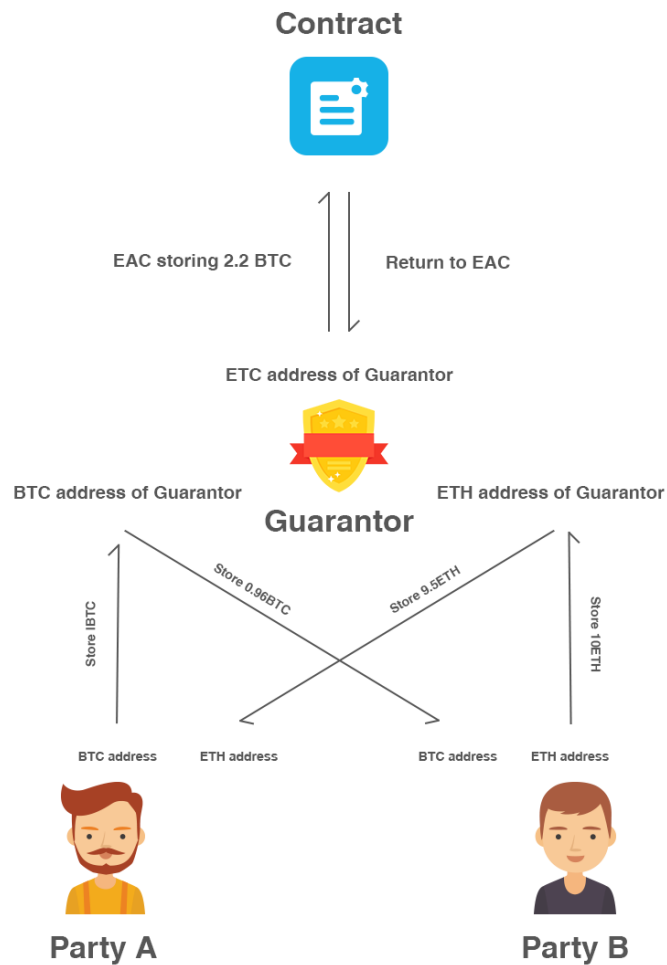 Contract
EAC storing 2.2 BTC
Return to EAC
ETC address of Guarantor
BTC address of Guarantor
ETH address of Guarantor
Guarantor
Store IBTC
Store 0.96BTC
Store 9.5ETH
Store 10ETH
BTC address
ETH address
BTC address
ETH address
Party A
Party B